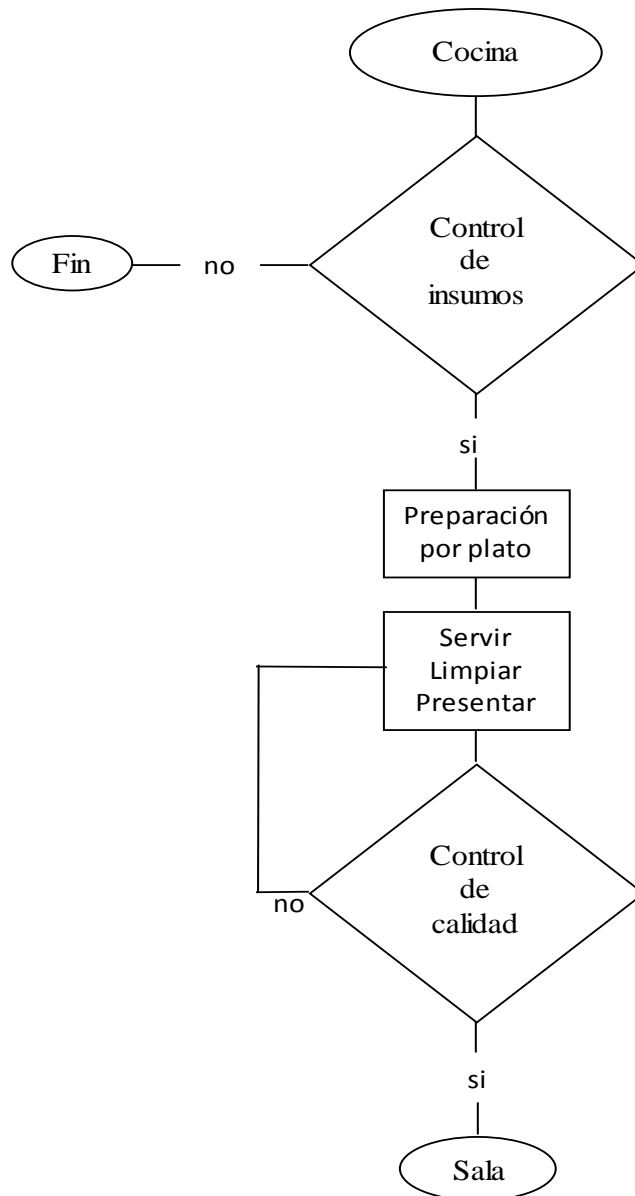 Cocina
Control
de
insumos
Fin
no
si
Preparación
por plato
Servir
Limpiar
Presentar
Control
de
calidad
no
si
Sala